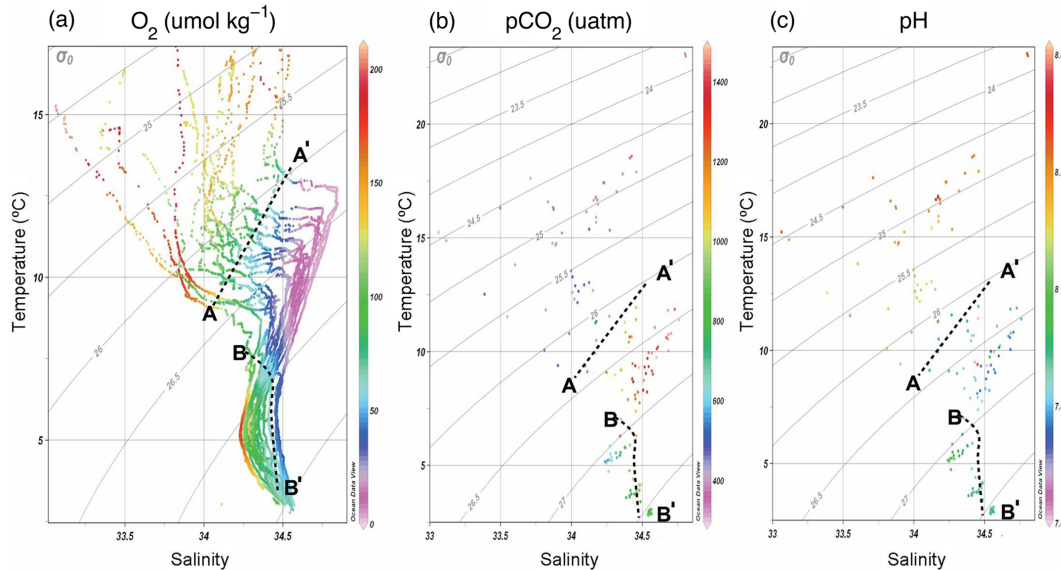 (a) O₂ (umol kg⁻¹)
(b) pCO₂ (uatm)
(c) pH
σ₀
25
25.5
26
26.5
A'
A
B
B'
15
10
5
33.5
34
34.5
Temperature (ºC)
Salinity
200
150
100
50
0
Ocean Data View
σ₀
23.5
24
24.5
25
25.5
26
26.5
27
A'
A
B
B'
20
15
10
5
33
33.5
34
34.5
Temperature (ºC)
Salinity
1400
1200
1000
800
600
400
Ocean Data View
σ₀
23.5
24
24.5
25
25.5
26
26.5
27
A'
A
B
B'
20
15
10
5
33
33.5
34
34.5
Temperature (ºC)
Salinity
8
Ocean Data View